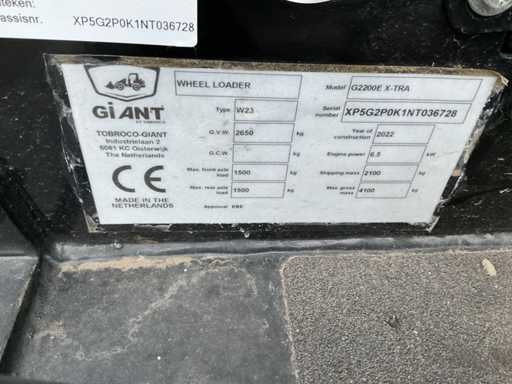 teken:
assisnr. XP5G2P0K1NT036728
GiANT
BY TOBROCO
TOBROCO-GIANT
Industrielaan 2
5061 KC Oisterwijk
The Netherlands
CE
MADE IN THE
NETHERLANDS
WHEEL LOADER
Model G2200E X-TRA
Type W23
Serial number XP5G2P0K1NT036728
G.V.W. 2650 kg
Year of construction 2022
G.C.W. kg
Engine power 6.5 kW
Max. front axle load 1500 kg
Shipping mass 2100 kg
Max. rear axle load 1500 kg
Max. gross mass 4100 kg
Approval